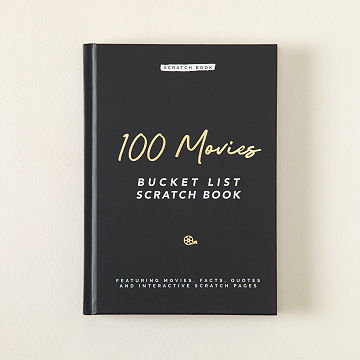 SCRATCH BOOK
100 Movies
BUCKET LIST
SCRATCH BOOK
FEATURING MOVIES, FACTS, QUOTES
AND INTERACTIVE SCRATCH PAGES